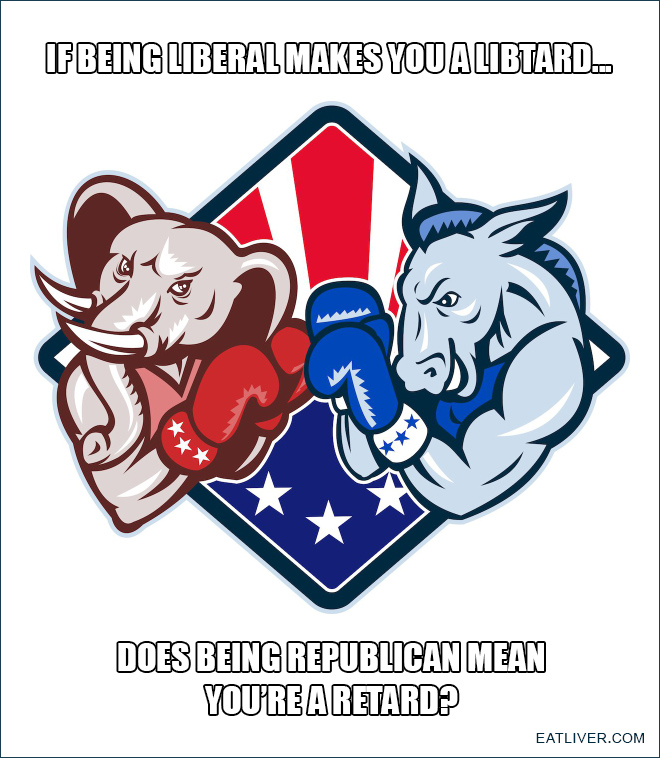 IF BEING LIBERAL MAKES YOU A LIBTARD...
DOES BEING REPUBLICAN MEAN
YOU'RE A RETARD?
EATLIVER.COM